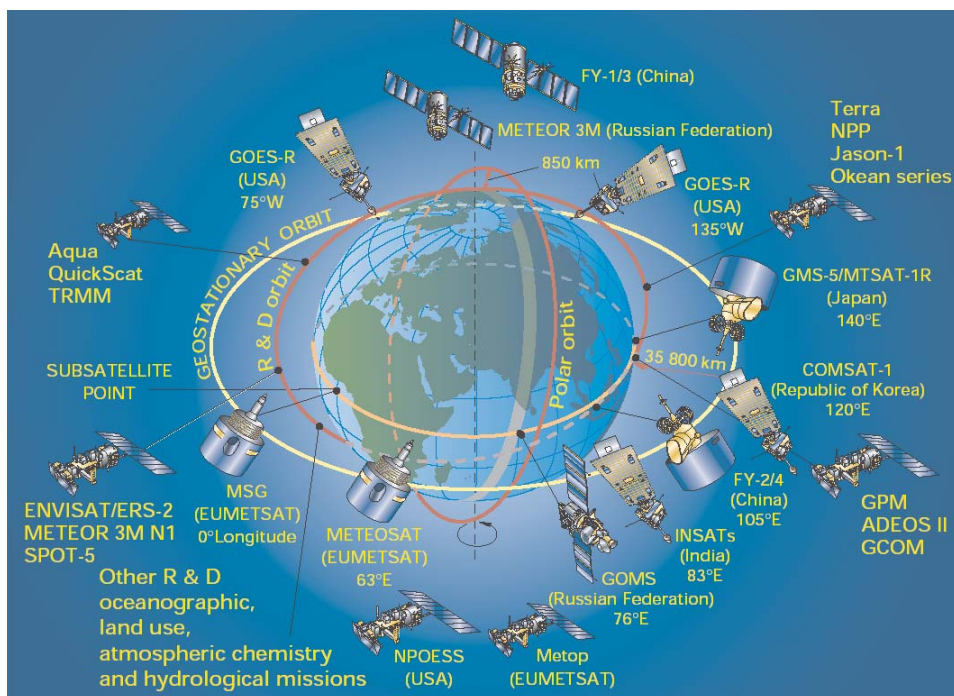 FY-1/3 (China)
METEOR 3M (Russian Federation)
850 km
GOES-R
(USA)
75°W
GOES-R
(USA)
135°W
Terra
NPP
Jason-1
Okean series
Aqua
QuickScat
TRMM
GEOSTATIONARY ORBIT
R & D orbit
Polar orbit
GMS-5/MTSAT-1R
(Japan)
140°E
35 800 km
SUBSATELLITE
POINT
COMSAT-1
(Republic of Korea)
120°E
MSG
(EUMETSAT)
0°Longitude
METEOSAT
(EUMETSAT)
63°E
FY-2/4
(China)
105°E
INSATs
(India)
83°E
GOMS
(Russian Federation)
76°E
GPM
ADEOS II
GCOM
ENVISAT/ERS-2
METEOR 3M N1
SPOT-5
Other R & D
oceanographic,
land use,
atmospheric chemistry
and hydrological missions
NPOESS
(USA)
Metop
(EUMETSAT)